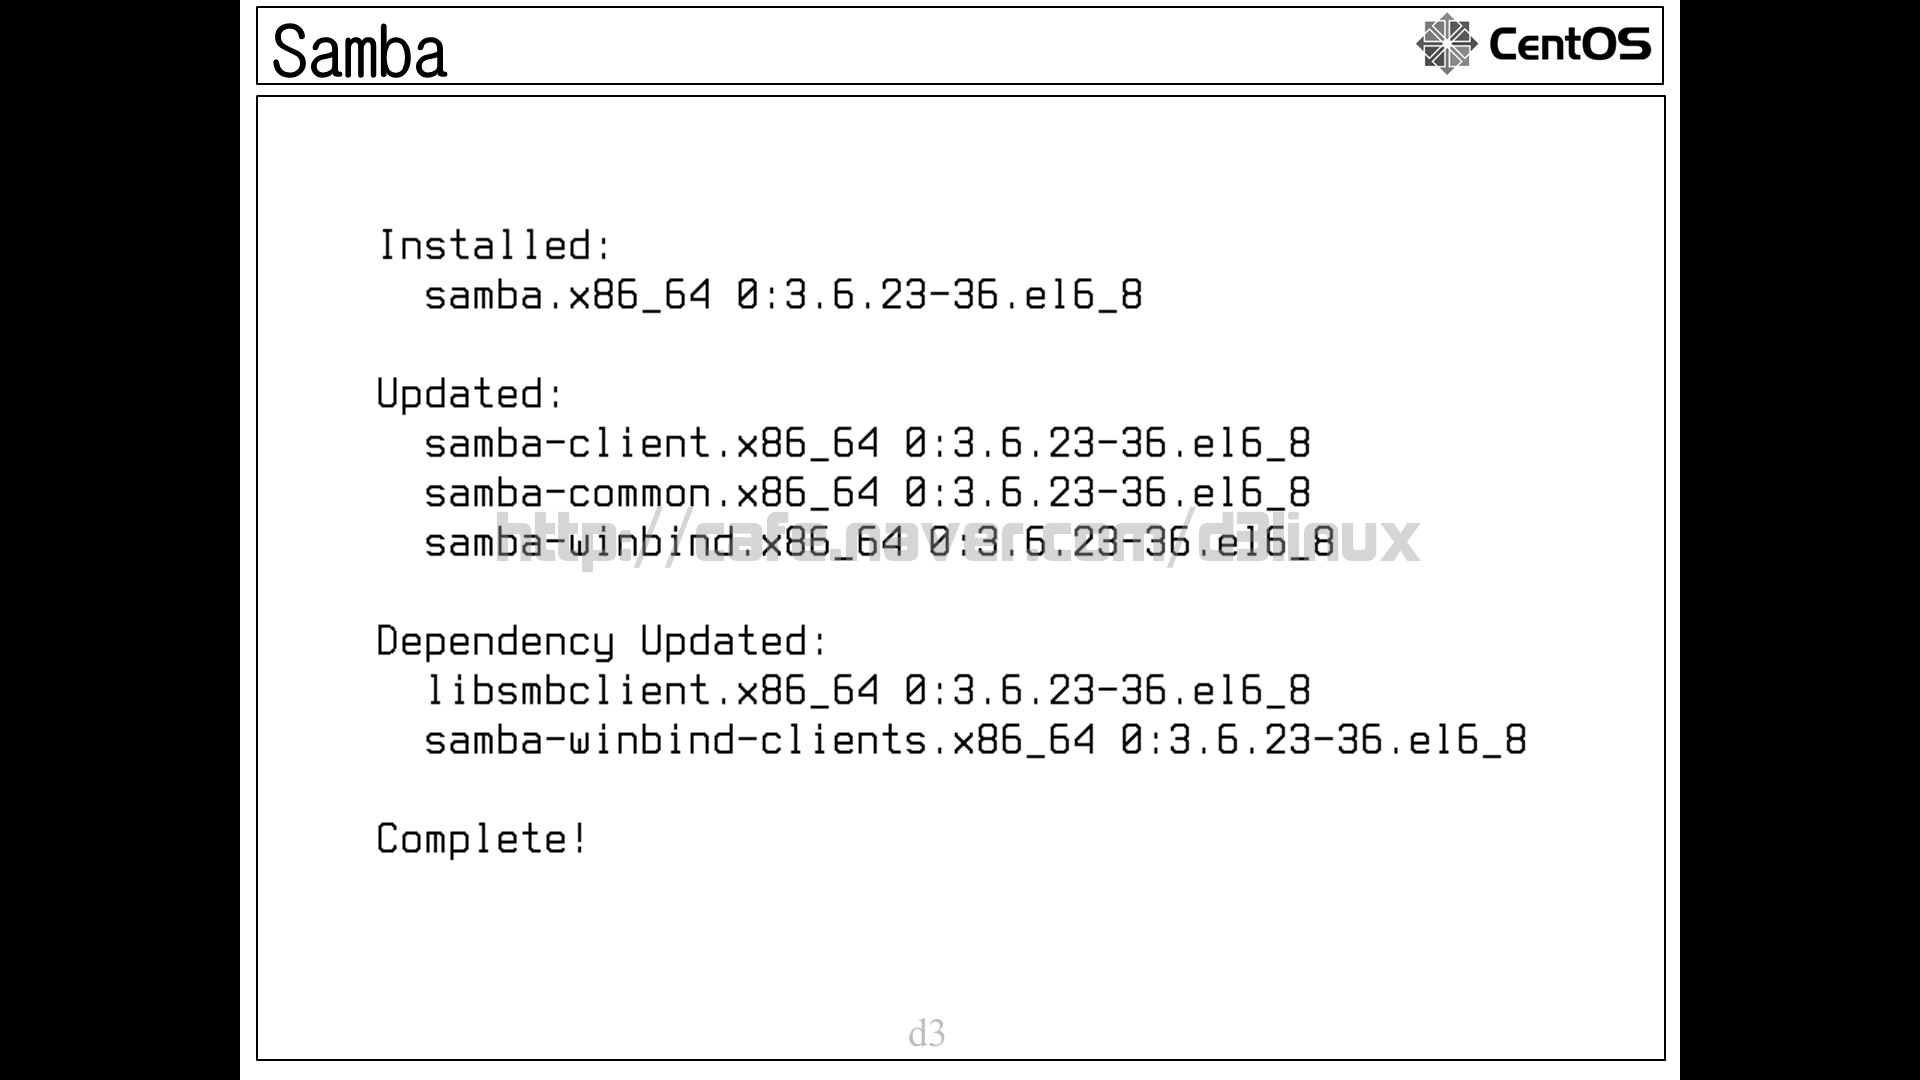 Samba
CentOS
Installed:
samba.x86_64 0:3.6.23-36.el6_8
Updated:
samba-client.x86_64 0:3.6.23-36.el6_8
samba-common.x86_64 0:3.6.23-36.el6_8
samba-winbind.x86_64 0:3.6.23-36.el6_8
http://cafe.naver.com/d3linux
Dependency Updated:
libsmbclient.x86_64 0:3.6.23-36.el6_8
samba-winbind-clients.x86_64 0:3.6.23-36.el6_8
Complete!
d3